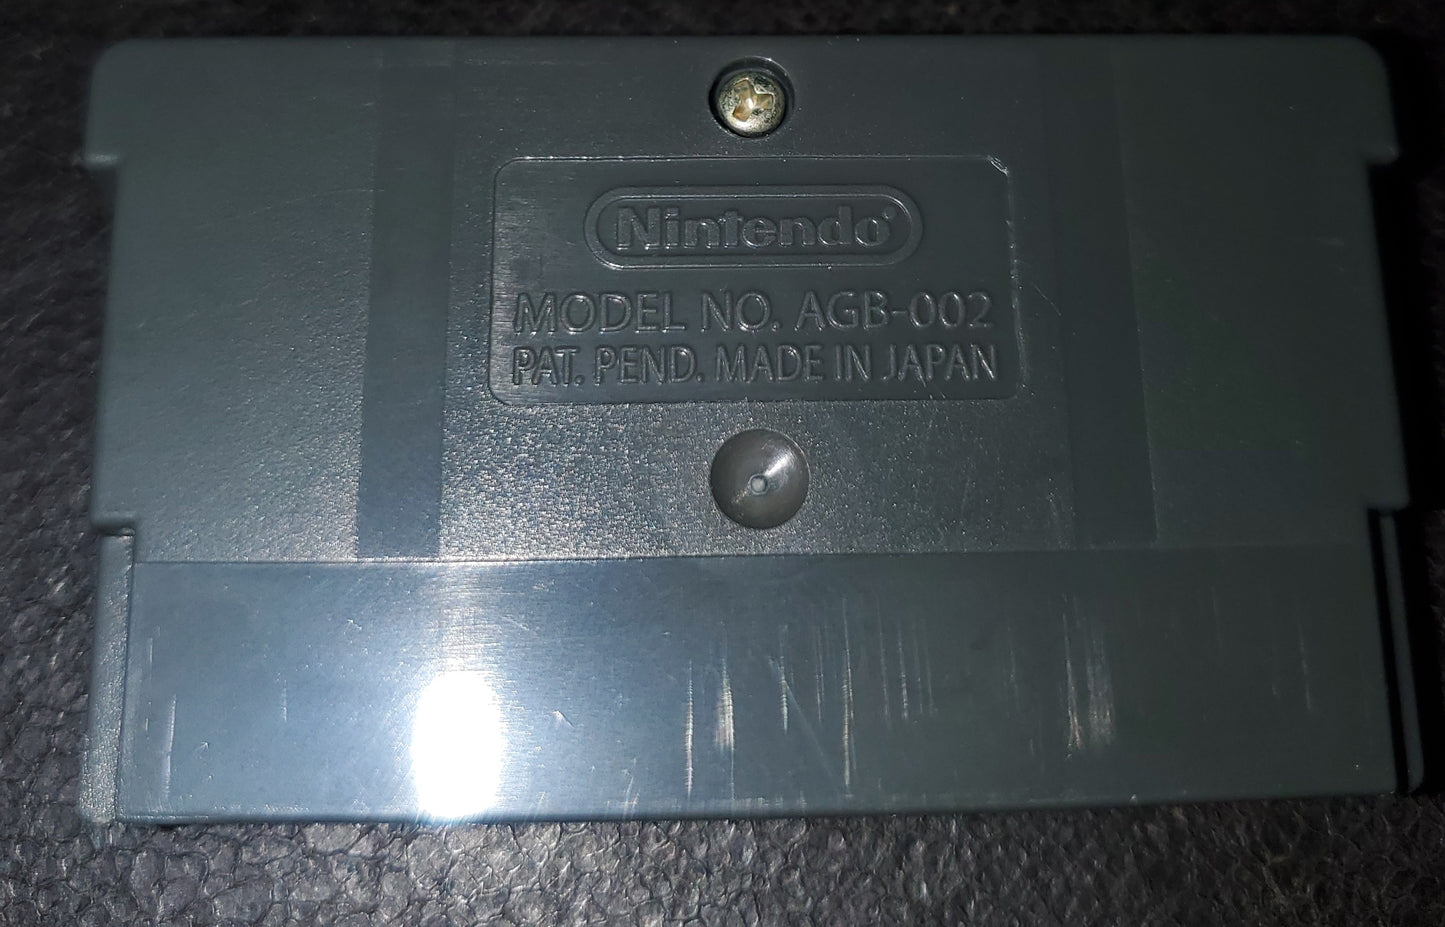 Nintendo
MODEL NO. AGB-002
PAT. PEND. MADE IN JAPAN